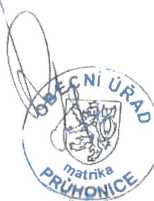 OBECNÍ ÚŘAD
matrika
PRŮHONICE